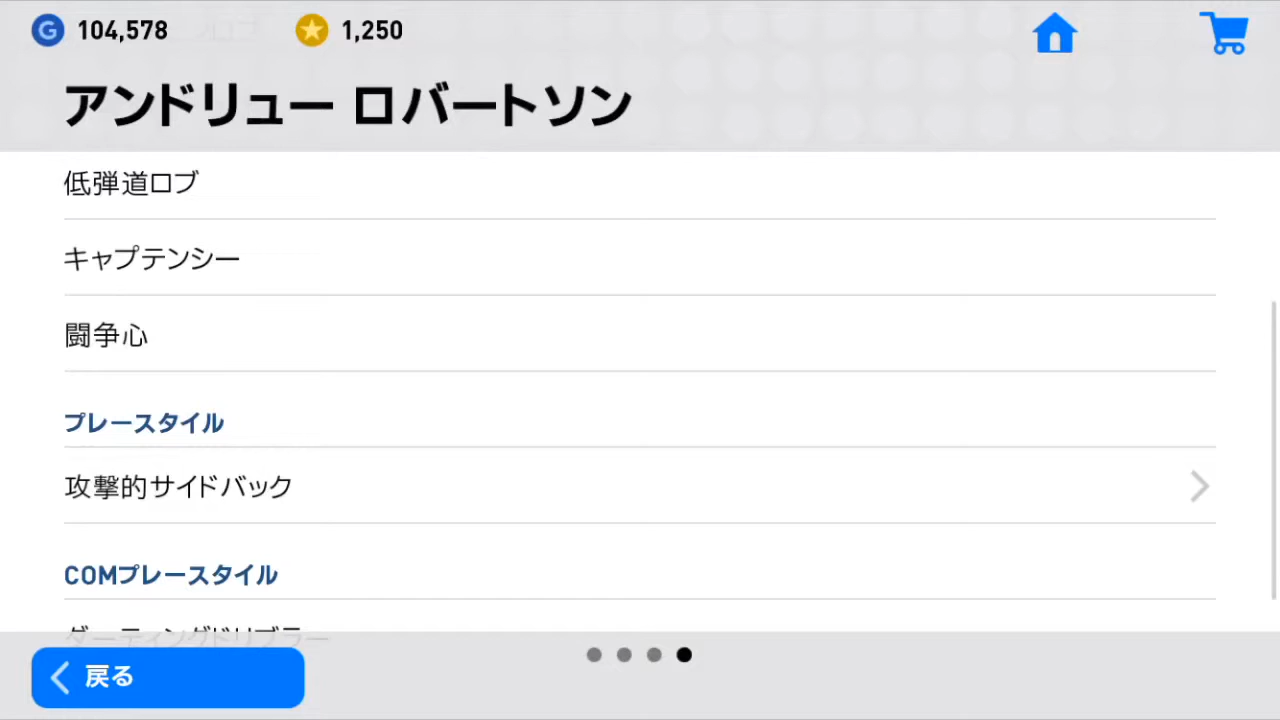 G 104,578 1,250
アンドリュー ロバートソン
低弾道ロブ
キャプテンシー
闘争心
プレースタイル
攻撃的サイドバック
COMプレースタイル
戻る